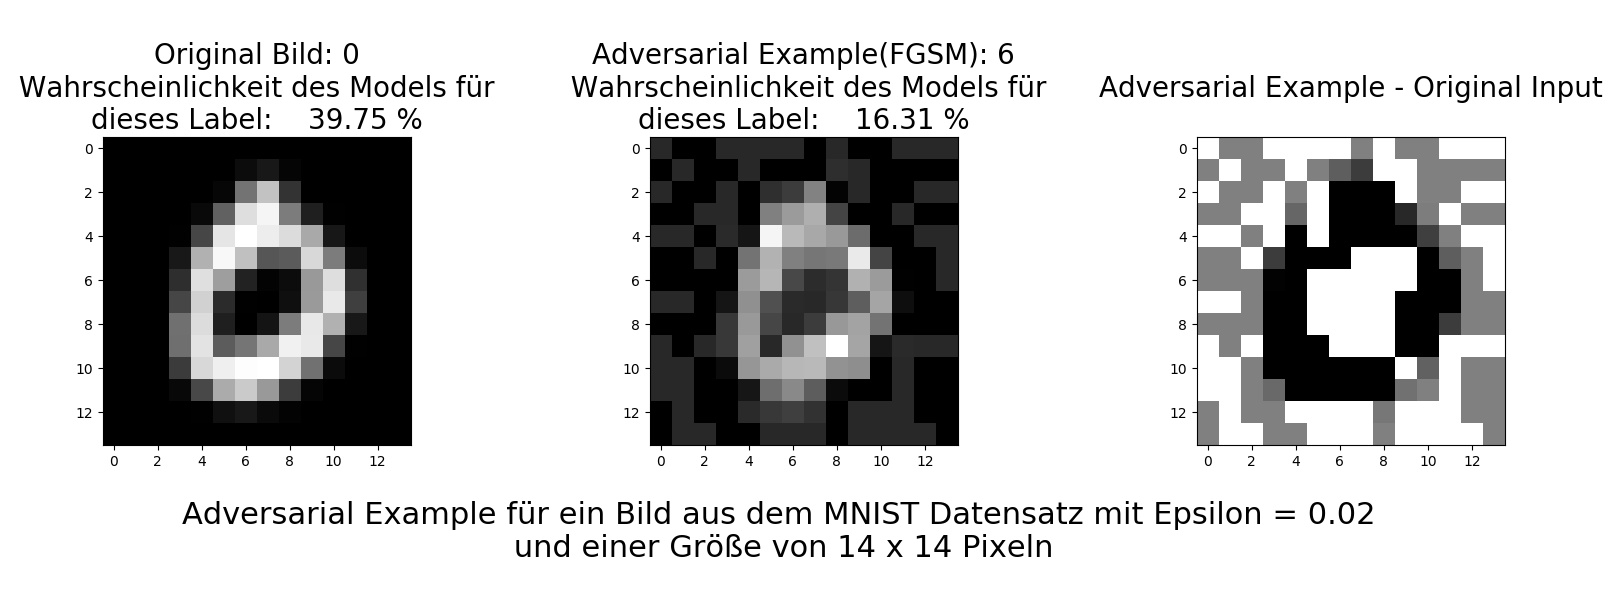 Original Bild: 0
Wahrscheinlichkeit des Models für
dieses Label: 39.75 %
0
2
4
6
8
10
12
0 2 4 6 8 10 12
Adversarial Example(FGSM): 6
Wahrscheinlichkeit des Models für
dieses Label: 16.31 %
0
2
4
6
8
10
12
0 2 4 6 8 10 12
Adversarial Example - Original Input
0
2
4
6
8
10
12
0 2 4 6 8 10 12
Adversarial Example für ein Bild aus dem MNIST Datensatz mit Epsilon = 0.02
und einer Größe von 14 x 14 Pixeln